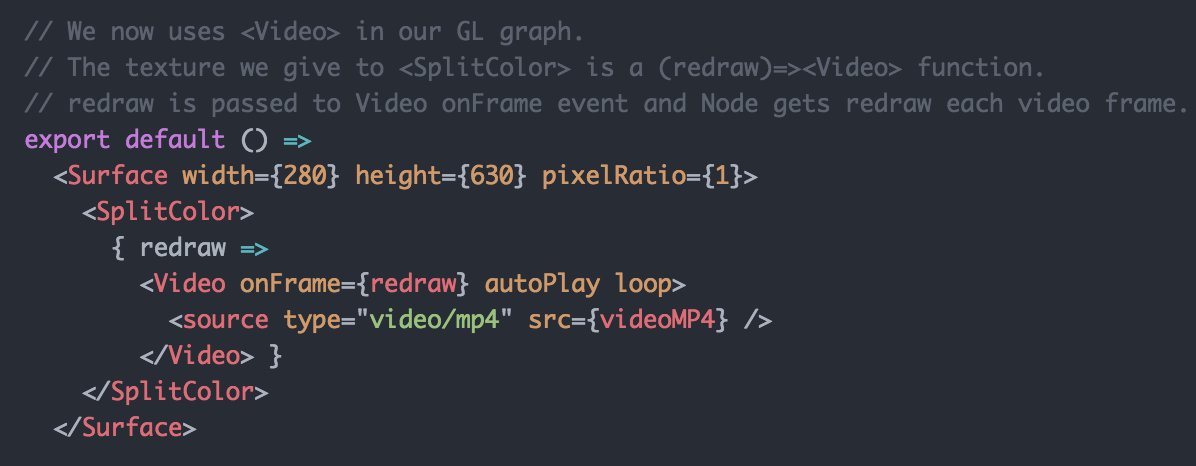 // We now uses <Video> in our GL graph.
// The texture we give to <SplitColor> is a (redraw)=><Video> function.
// redraw is passed to Video onFrame event and Node gets redraw each video frame.
export default () =>
  <Surface width={280} height={630} pixelRatio={1}>
    <SplitColor>
      { redraw =>
        <Video onFrame={redraw} autoPlay loop>
          <source type="video/mp4" src={videoMP4} />
        </Video> }
    </SplitColor>
  </Surface>